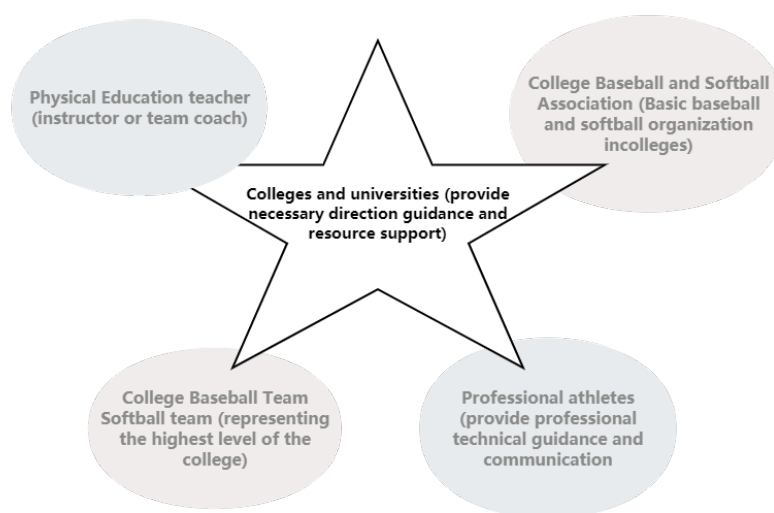 Physical Education teacher
(instructor or team coach)
College Baseball and Softball
Association (Basic baseball
and softball organization
incolleges)
Colleges and universities (provide
necessary direction guidance and
resource support)
College Baseball Team
Softball team (representing
the highest level of the
college)
Professional athletes
(provide professional
technical guidance and
communication